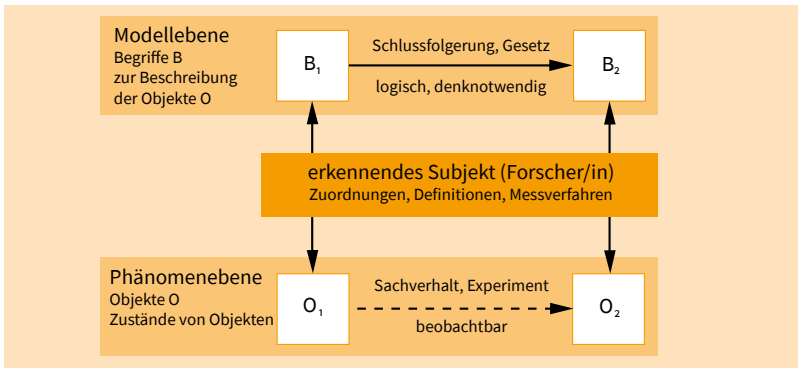 Modellebene
Begriffe B
zur Beschreibung
der Objekte O
B₁
Schlussfolgerung, Gesetz
logisch, denknotwendig
B₂
erkennendes Subjekt (Forscher/in)
Zuordnungen, Definitionen, Messverfahren
Phänomenebene
Objekte O
Zustände von Objekten
O₁
Sachverhalt, Experiment
beobachtbar
O₂